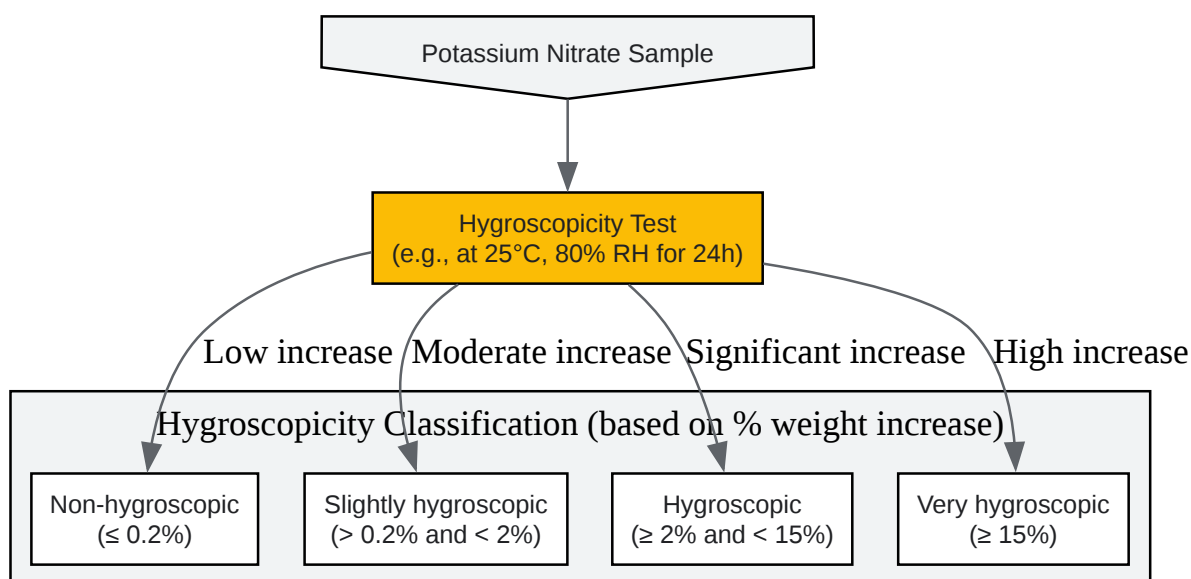 Potassium Nitrate Sample
Hygroscopicity Test
(e.g., at 25°C, 80% RH for 24h)
Low increase
Moderate increase
Significant increase
High increase
Hygroscopicity Classification (based on % weight increase)
Non-hygroscopic
(≤ 0.2%)
Slightly hygroscopic
(> 0.2% and < 2%)
Hygroscopic
(≥ 2% and < 15%)
Very hygroscopic
(≥ 15%)